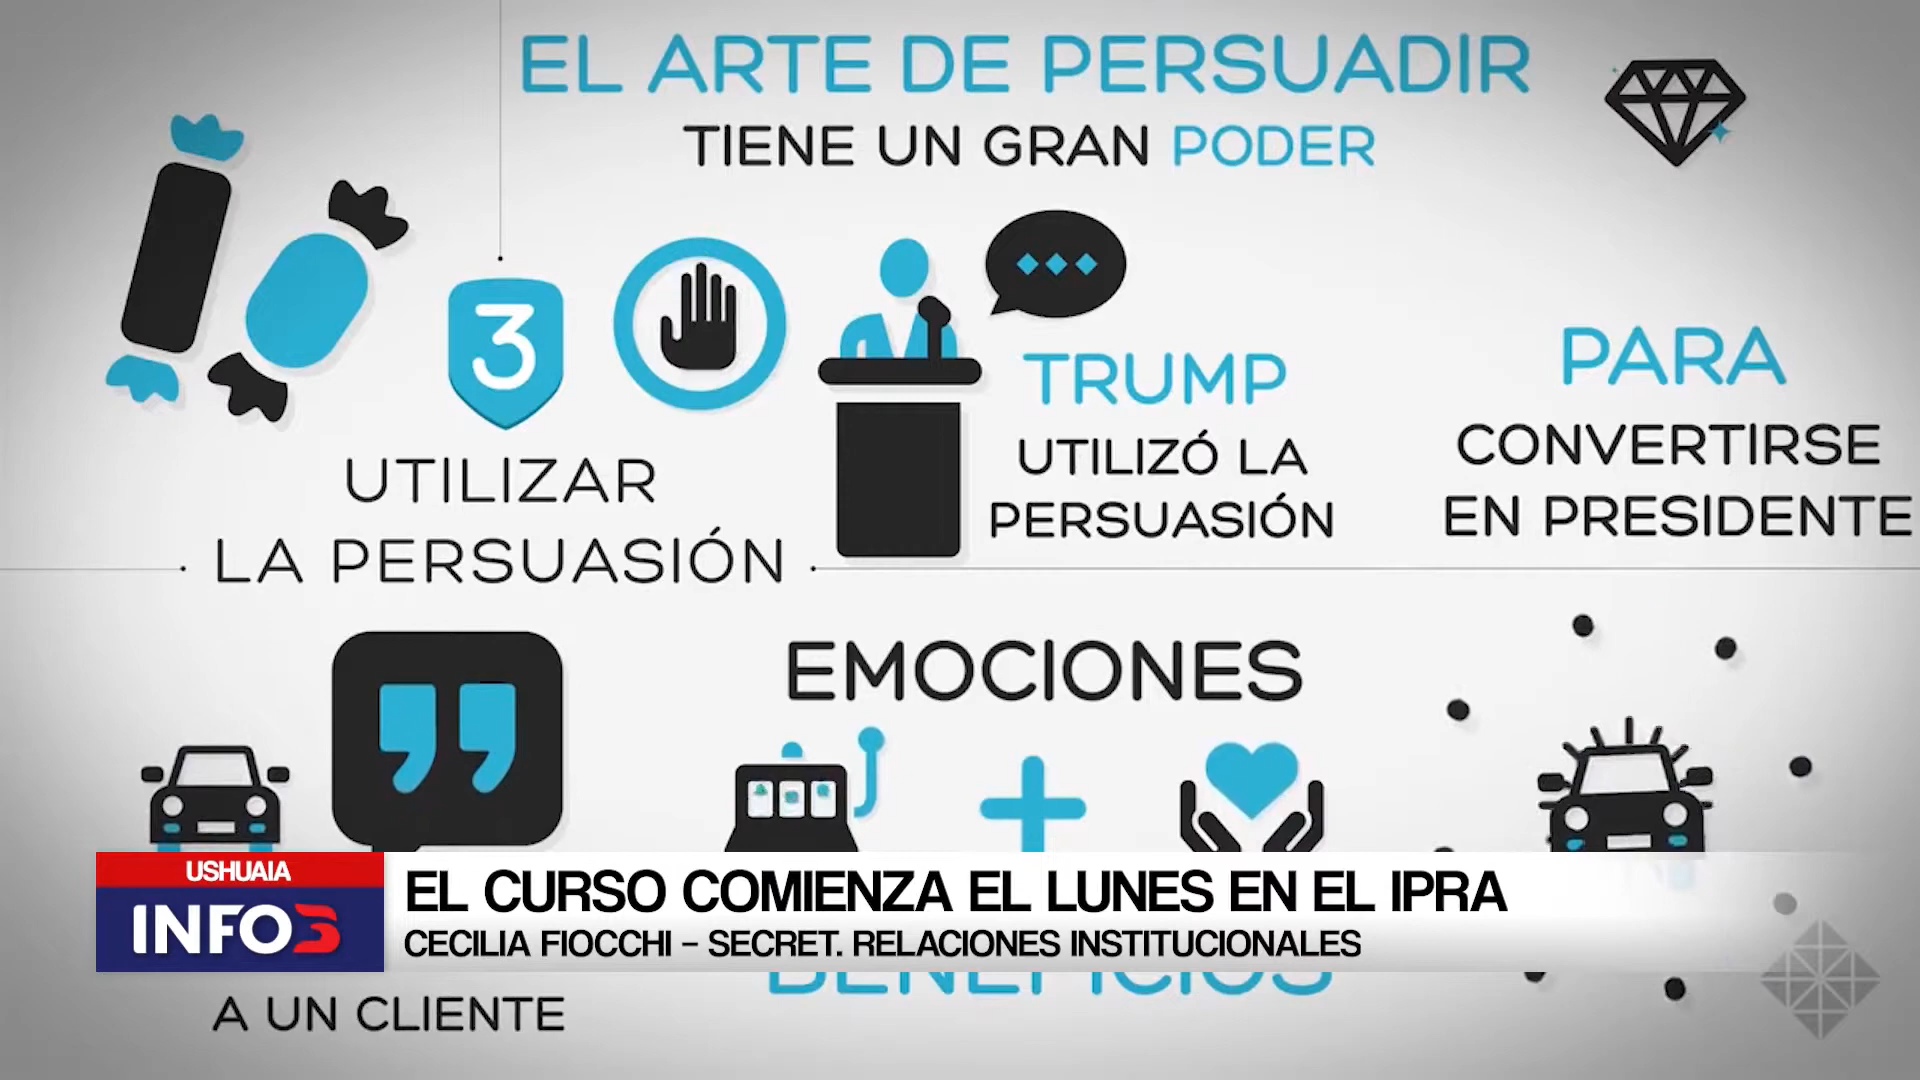 EL ARTE DE PERSUADIR
TIENE UN GRAN PODER
3
UTILIZAR
LA PERSUASIÓN
TRUMP
UTILIZÓ LA
PERSUASIÓN
PARA
CONVERTIRSE
EN PRESIDENTE
EMOCIONES
BENEFICIOS
A UN CLIENTE
USHUAIA
INFO3
EL CURSO COMIENZA EL LUNES EN EL IPRA
CECILIA FIOCCHI - SECRET. RELACIONES INSTITUCIONALES